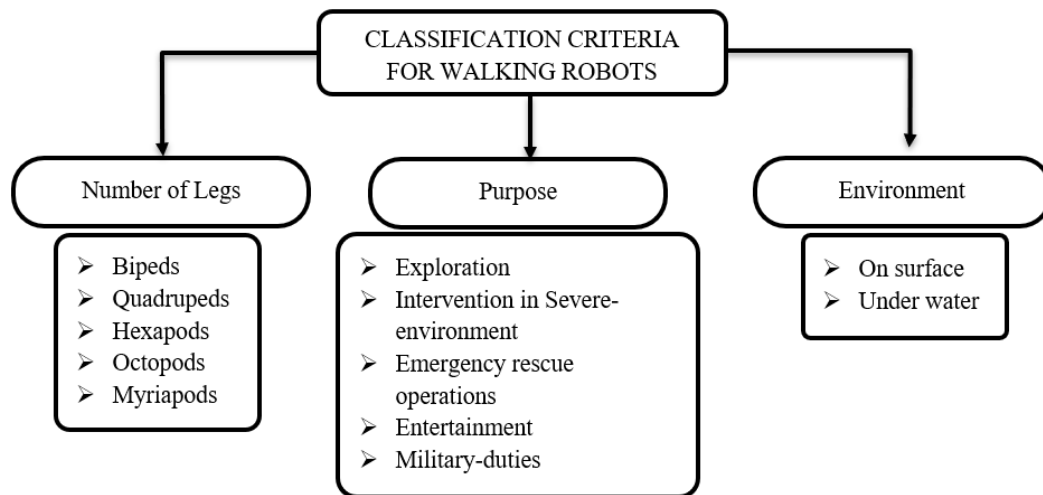 CLASSIFICATION CRITERIA
FOR WALKING ROBOTS
Number of Legs
➢ Bipeds
➢ Quadrupeds
➢ Hexapods
➢ Octopods
➢ Myriapods
Purpose
➢ Exploration
➢ Intervention in Severe-
environment
➢ Emergency rescue
operations
➢ Entertainment
➢ Military-duties
Environment
➢ On surface
➢ Under water